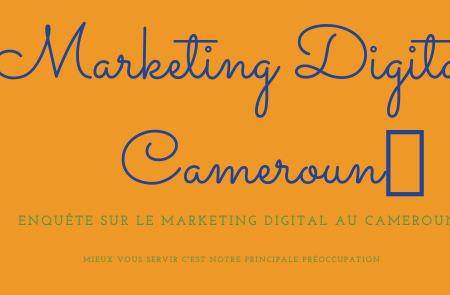 Marketing Digita
Cameroun
ENQUÊTE SUR LE MARKETING DIGITAL AU CAMEROUN
MIEUX VOUS SERVIR C'EST NOTRE PRINCIPALE PRÉOCCUPATION